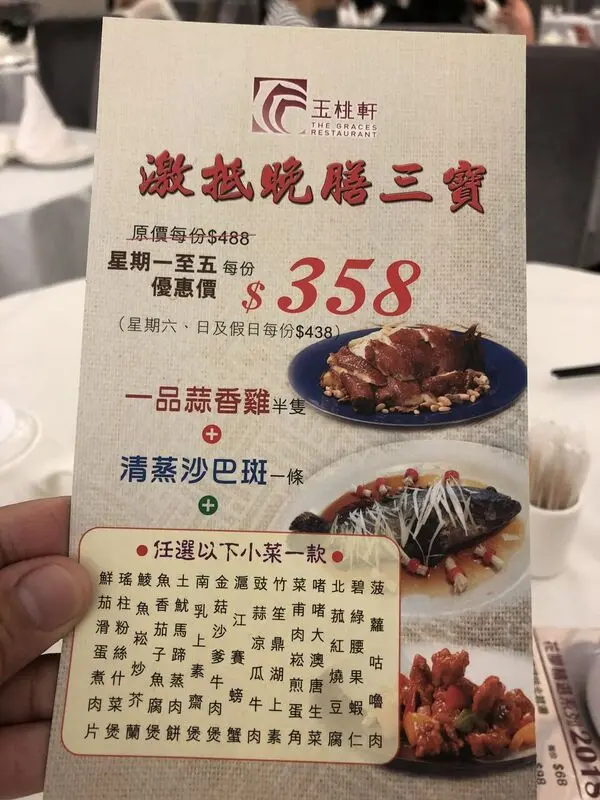 玉桃軒
THE GRACES
RESTAURANT
激抵晚膳三寶
原價每份$488
星期一至五 每份
優惠價
$358
(星期六、日及假日每份$438)
一品蒜香雞半隻
+
清蒸沙巴斑一條
+
任選以下小菜一款
菠蘿咕嚕肉
碧綠腰果蝦仁
北菰紅燒豆腐
啫啫大澳唐生菜
菜甫肉崧煎蛋角
竹笙鼎湖上素
豉蒜凉瓜牛肉
滬江賽螃蟹
金菇沙爹牛肉煲
南乳上素齋煲
土魷馬蹄蒸肉餅
魚香茄子魚腐煲
鯪魚崧炒芥蘭
瑤柱粉絲什菜煲
鮮茄滑蛋煮肉片
2018
$68
$98